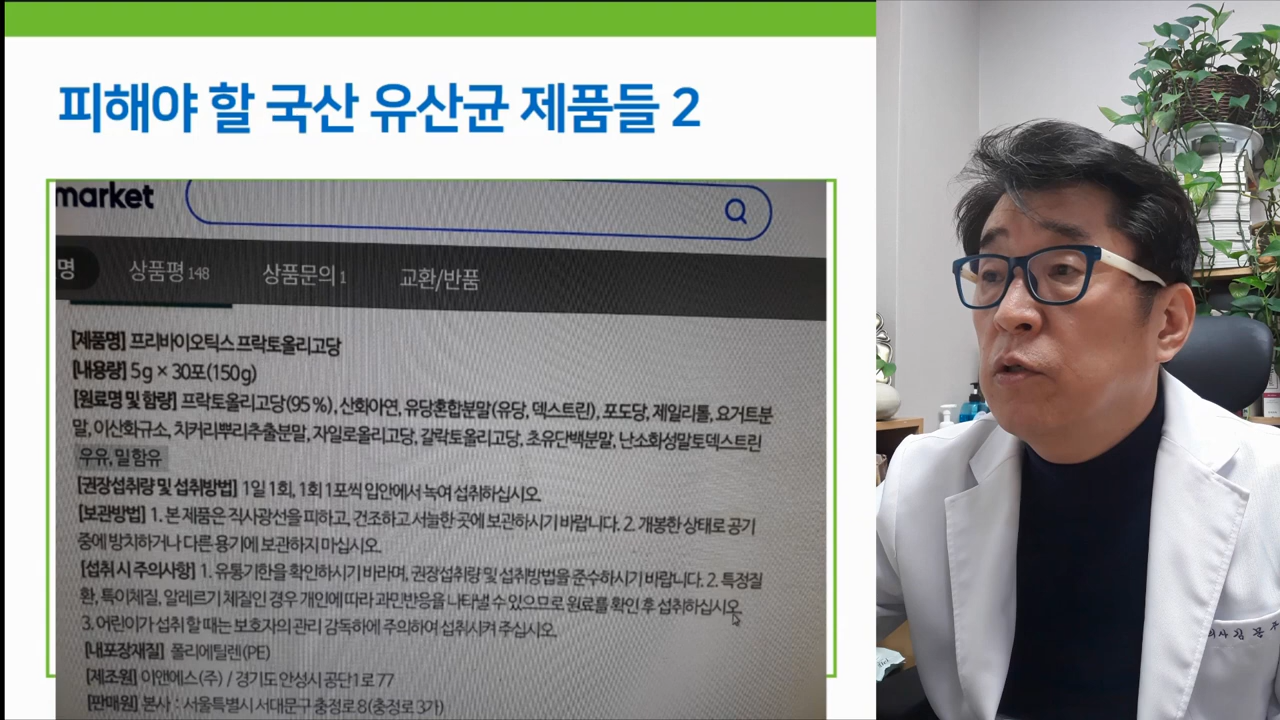 피해야 할 국산 유산균 제품들 2
market
명 상품평 148 상품문의 1 교환/반품
[제품명] 프리바이오틱스 프락토올리고당
[내용량] 5g × 30포(150g)
[원료명 및 함량] 프락토올리고당(95%), 산화아연, 유당혼합분말(유당, 덱스트린), 포도당, 제일리톨, 요거트분
말, 이산화규소, 치커리뿌리추출분말, 자일로올리고당, 갈락토올리고당, 초유단백분말, 난소화성말토덱스트린
우유, 밀 함유
[권장섭취량 및 섭취방법] 1일 1회, 1회 1포씩 입안에서 녹여 섭취하십시오.
[보관방법] 1. 본 제품은 직사광선을 피하고, 건조하고 서늘한 곳에 보관하시기 바랍니다. 2. 개봉한 상태로 공기
중에 방치하거나 다른 용기에 보관하지 마십시오.
[섭취 시 주의사항] 1. 유통기한을 확인하시기 바라며, 권장섭취량 및 섭취방법을 준수하시기 바랍니다. 2. 특정질
환, 특이체질, 알레르기 체질인 경우 개인에 따라 과민반응을 나타낼 수 있으므로 원료를 확인 후 섭취하십시오.
3. 어린이가 섭취 할 때는 보호자의 관리 감독하에 주의하여 섭취시켜 주십시오.
[내포장재질] 폴리에틸렌(PE)
[제조원] 이앤에스(주) / 경기도 안성시 공단1로 77
[판매원] 본사 : 서울특별시 서대문구 충정로 8(충정로 3가)